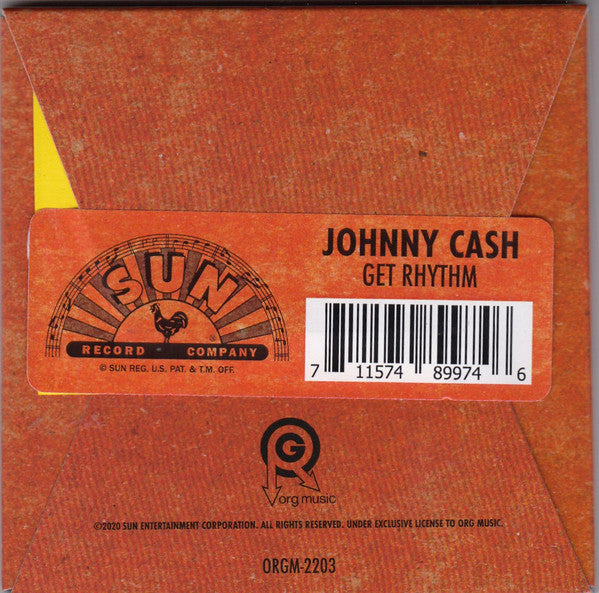 JOHNNY CASH
GET RHYTHM
SUN
RECORD COMPANY
© SUN REG. U.S. PAT. & T.M. OFF.
7 11574 89974 6
GR
org music
©2020 SUN ENTERTAINMENT CORPORATION. ALL RIGHTS RESERVED. UNDER EXCLUSIVE LICENSE TO ORG MUSIC.
ORGM-2203